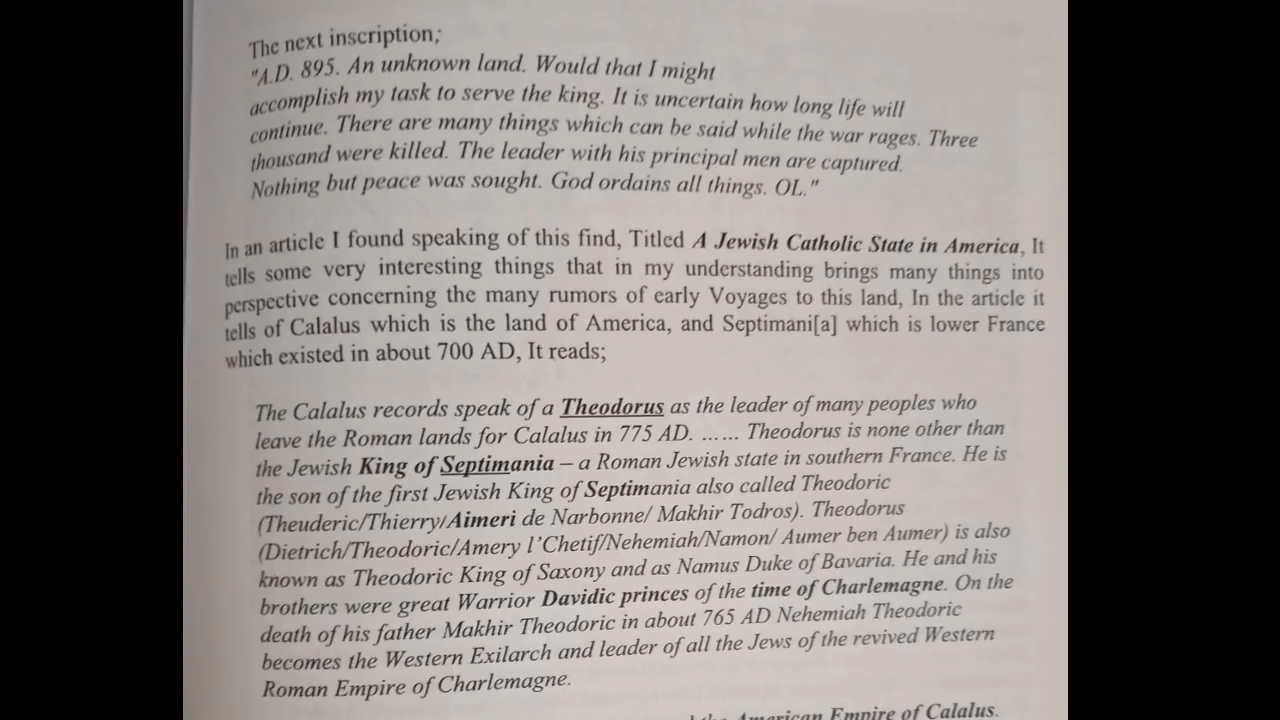 The next inscription;
"A.D. 895. An unknown land. Would that I might
accomplish my task to serve the king. It is uncertain how long life will
continue. There are many things which can be said while the war rages. Three
thousand were killed. The leader with his principal men are captured.
Nothing but peace was sought. God ordains all things. OL."
In an article I found speaking of this find, Titled A Jewish Catholic State in America, It
tells some very interesting things that in my understanding brings many things into
perspective concerning the many rumors of early Voyages to this land, In the article it
tells of Calalus which is the land of America, and Septimani[a] which is lower France
which existed in about 700 AD, It reads;
The Calalus records speak of a Theodorus as the leader of many peoples who
leave the Roman lands for Calalus in 775 AD. ...... Theodorus is none other than
the Jewish King of Septimania – a Roman Jewish state in southern France. He is
the son of the first Jewish King of Septimania also called Theodoric
(Theuderic/Thierry/Aimeri de Narbonne/ Makhir Todros). Theodorus
(Dietrich/Theodoric/Amery l'Chetif/Nehemiah/Namon/ Aumer ben Aumer) is also
known as Theodoric King of Saxony and as Namus Duke of Bavaria. He and his
brothers were great Warrior Davidic princes of the time of Charlemagne. On the
death of his father Makhir Theodoric in about 765 AD Nehemiah Theodoric
becomes the Western Exilarch and leader of all the Jews of the revived Western
Roman Empire of Charlemagne.
the American Empire of Calalus.